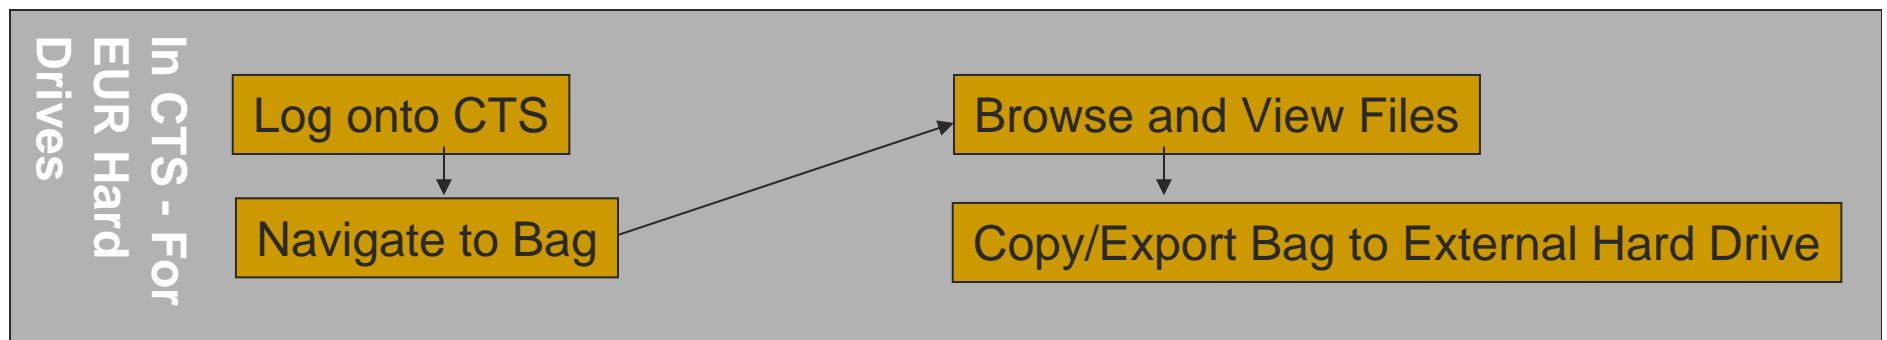 In CTS - For
EUR Hard
Drives
Log onto CTS
Navigate to Bag
Browse and View Files
Copy/Export Bag to External Hard Drive